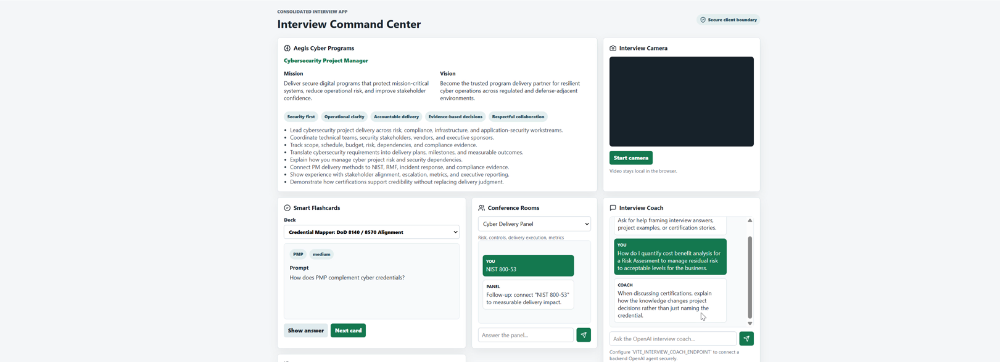 CONSOLIDATED INTERVIEW APP
Interview Command Center
Secure client boundary
Aegis Cyber Programs
Cybersecurity Project Manager
Mission
Deliver secure digital programs that protect mission-critical
systems, reduce operational risk, and improve stakeholder
confidence.
Vision
Become the trusted program delivery partner for resilient
cyber operations across regulated and defense-adjacent
environments.
Security first
Operational clarity
Accountable delivery
Evidence-based decisions
Respectful collaboration
• Lead cybersecurity project delivery across risk, compliance, infrastructure, and application-security workstreams.
• Coordinate technical teams, security stakeholders, vendors, and executive sponsors.
• Track scope, schedule, budget, risk, dependencies, and compliance evidence.
• Translate cybersecurity requirements into delivery plans, milestones, and measurable outcomes.
• Explain how you manage cyber project risk and security dependencies.
• Connect PM delivery methods to NIST, RMF, incident response, and compliance evidence.
• Show experience with stakeholder alignment, escalation, metrics, and executive reporting.
• Demonstrate how certifications support credibility without replacing delivery judgment.
Interview Camera
Start camera
Video stays local in the browser.
Smart Flashcards
Deck
Credential Mapper: DoD 8140 / 8570 Alignment
PMP
medium
Prompt
How does PMP complement cyber credentials?
Show answer
Next card
Conference Rooms
Cyber Delivery Panel
Risk, controls, delivery execution, metrics
YOU
NIST 800-53
PANEL
Follow-up: connect "NIST 800-53"
to measurable delivery impact.
Answer the panel...
Interview Coach
Ask for help framing interview answers,
project examples, or certification stories.
YOU
How do I quantify cost benefit analysis for
a Risk Assesment to manage residual risk
to acceptable levels for the business.
COACH
When discussing certifications, explain
how the knowledge changes project
decisions rather than just naming the
credential.
Ask the OpenAI interview coach...
Configure `VITE_INTERVIEW_COACH_ENDPOINT` to connect a
backend OpenAI agent securely.